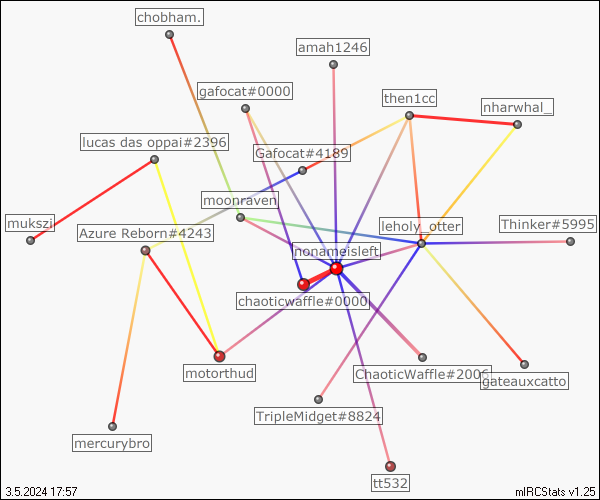 chobham.
amah1246
gafocat#0000
then1cc
nharwhal_
lucas das oppai#2396
Gafocat#4189
moonraven
mukszi
Azure Reborn#4243
leholy_otter
Thinker#5995
nonameisleft
chaoticwaffle#0000
motorthud
ChaoticWaffle#2006
gateauxcatto
TripleMidget#8824
mercurybro
tt532
3.5.2024 17:57
mIRCStats v1.25